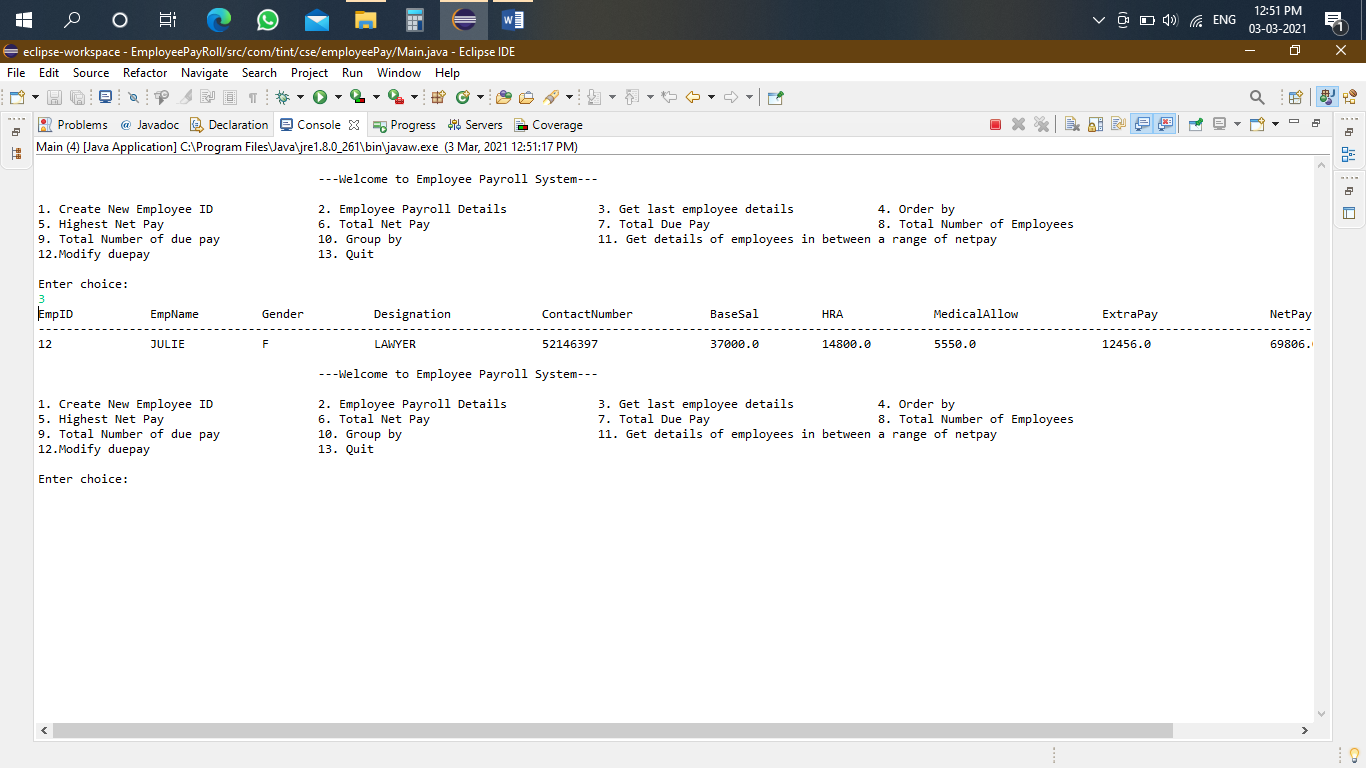 ENG
12:51 PM
03-03-2021
1
eclipse-workspace - EmployeePayRoll/src/com/tint/cse/employeePay/Main.java - Eclipse IDE
File Edit Source Refactor Navigate Search Project Run Window Help
Problems @ Javadoc Declaration Console Progress Servers Coverage
Main (4) [Java Application] C:\Program Files\Java\jre1.8.0_261\bin\javaw.exe (3 Mar, 2021 12:51:17 PM)
---Welcome to Employee Payroll System---
1. Create New Employee ID 2. Employee Payroll Details 3. Get last employee details 4. Order by
5. Highest Net Pay 6. Total Net Pay 7. Total Due Pay 8. Total Number of Employees
9. Total Number of due pay 10. Group by 11. Get details of employees in between a range of netpay
12.Modify duepay 13. Quit
Enter choice:
3
EmpID EmpName Gender Designation ContactNumber BaseSal HRA MedicalAllow ExtraPay NetPay
12 JULIE F LAWYER 52146397 37000.0 14800.0 5550.0 12456.0 69806.
---Welcome to Employee Payroll System---
1. Create New Employee ID 2. Employee Payroll Details 3. Get last employee details 4. Order by
5. Highest Net Pay 6. Total Net Pay 7. Total Due Pay 8. Total Number of Employees
9. Total Number of due pay 10. Group by 11. Get details of employees in between a range of netpay
12.Modify duepay 13. Quit
Enter choice: